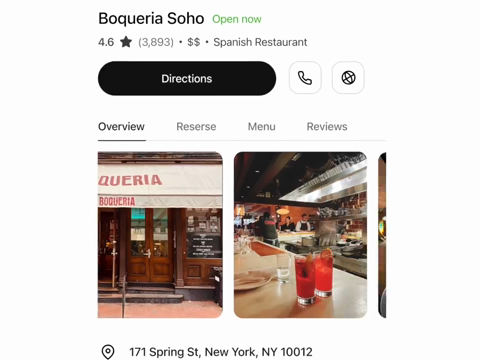 Boqueria Soho Open now
4.6 ★ (3,893) • $$ • Spanish Restaurant
Directions
Overview Reserse Menu Reviews
QUERIA
BOQUERIA
171 Spring St, New York, NY 10012